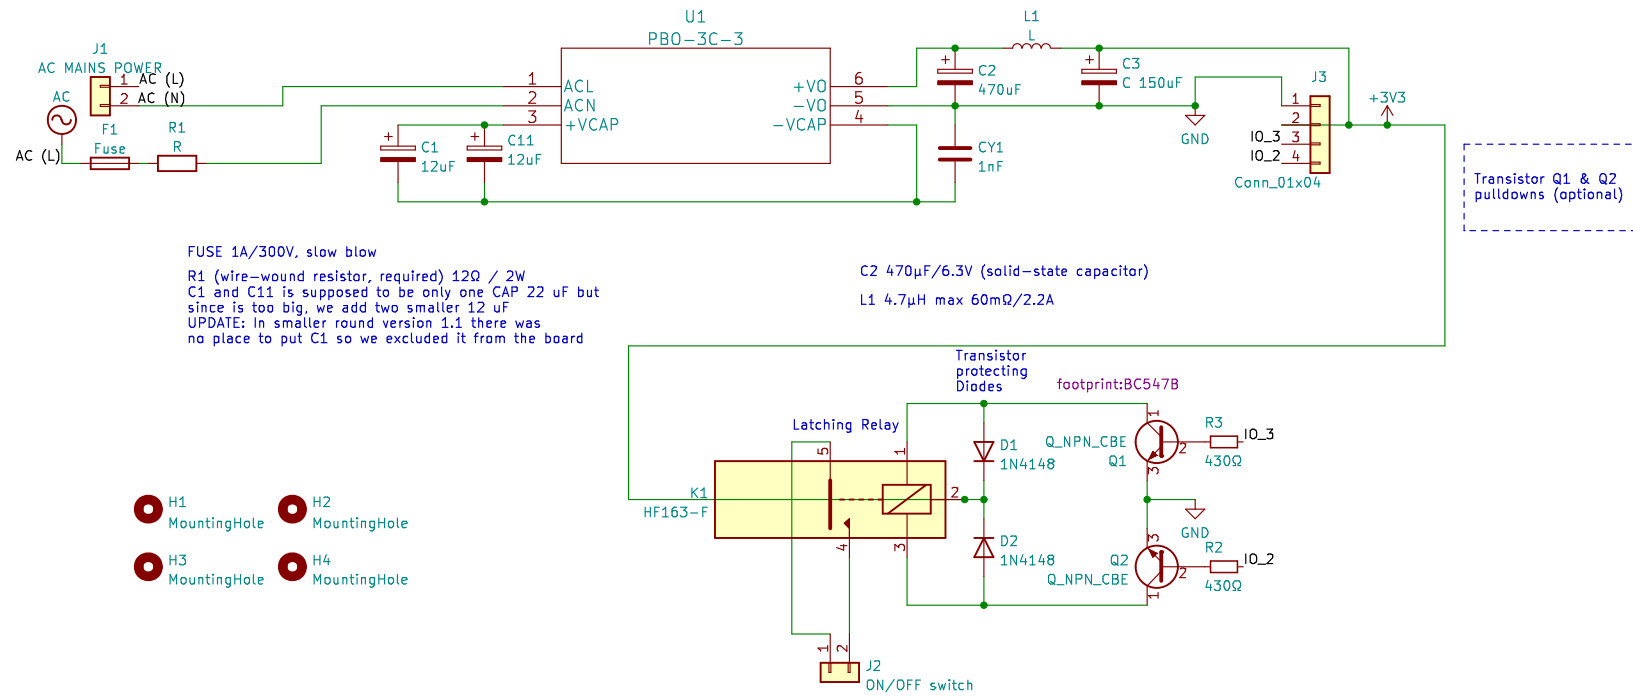 U1
PBO-3C-3
L1
L
J1
AC MAINS POWER
1
AC (L)
2
AC (N)
AC
F1
Fuse
R1
R
AC (L)
1
ACL
2
ACN
3
+VCAP
+VO
6
-VO
5
-VCAP
4
+
C1
12uF
+
C11
12uF
+
C2
470uF
+
C3
C 150uF
CY1
1nF
GND
J3
1
2
IO_3
3
IO_2
4
Conn_01x04
+3V3
Transistor Q1 & Q2
pulldowns (optional)
FUSE 1A/300V, slow blow
R1 (wire-wound resistor, required) 12Ω / 2W
C1 and C11 is supposed to be only one CAP 22 uF but
since is too big, we add two smaller 12 uF
UPDATE: In smaller round version 1.1 there was
no place to put C1 so we excluded it from the board
C2 470µF/6.3V (solid-state capacitor)
L1 4.7µH max 60mΩ/2.2A
Transistor
protecting
Diodes
footprint:BC547B
Latching Relay
5
1
K1
HF163-F
2
4
3
D1
1N4148
D2
1N4148
1
Q_NPN_CBE
Q1
2
3
R3
430Ω
IO_3
GND
3
Q2
Q_NPN_CBE
2
1
R2
430Ω
IO_2
H1
MountingHole
H2
MountingHole
H3
MountingHole
H4
MountingHole
1
2
J2
ON/OFF switch